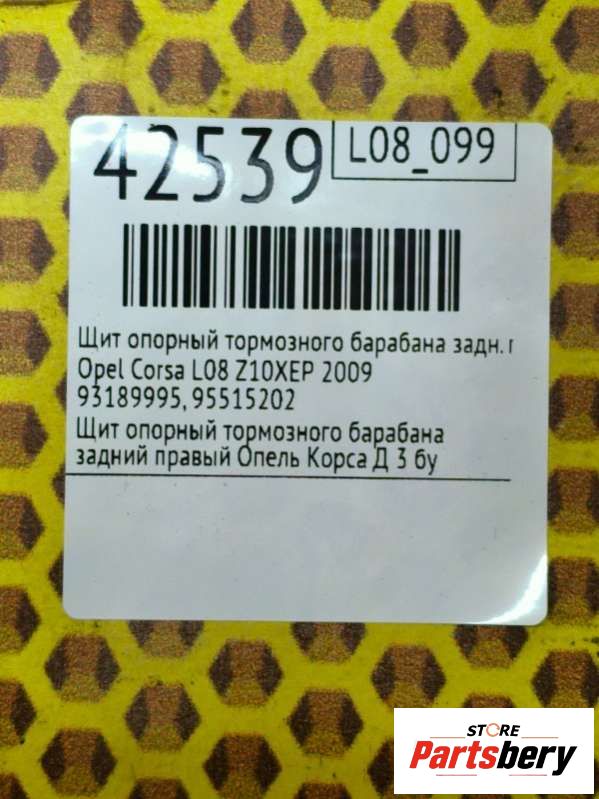 42539
L08_099
Щит опорный тормозного барабана задн. г
Opel Corsa L08 Z10XEP 2009
93189995, 95515202
Щит опорный тормозного барабана
задний правый Опель Корса Д 3 бу
STORE
Partsbery